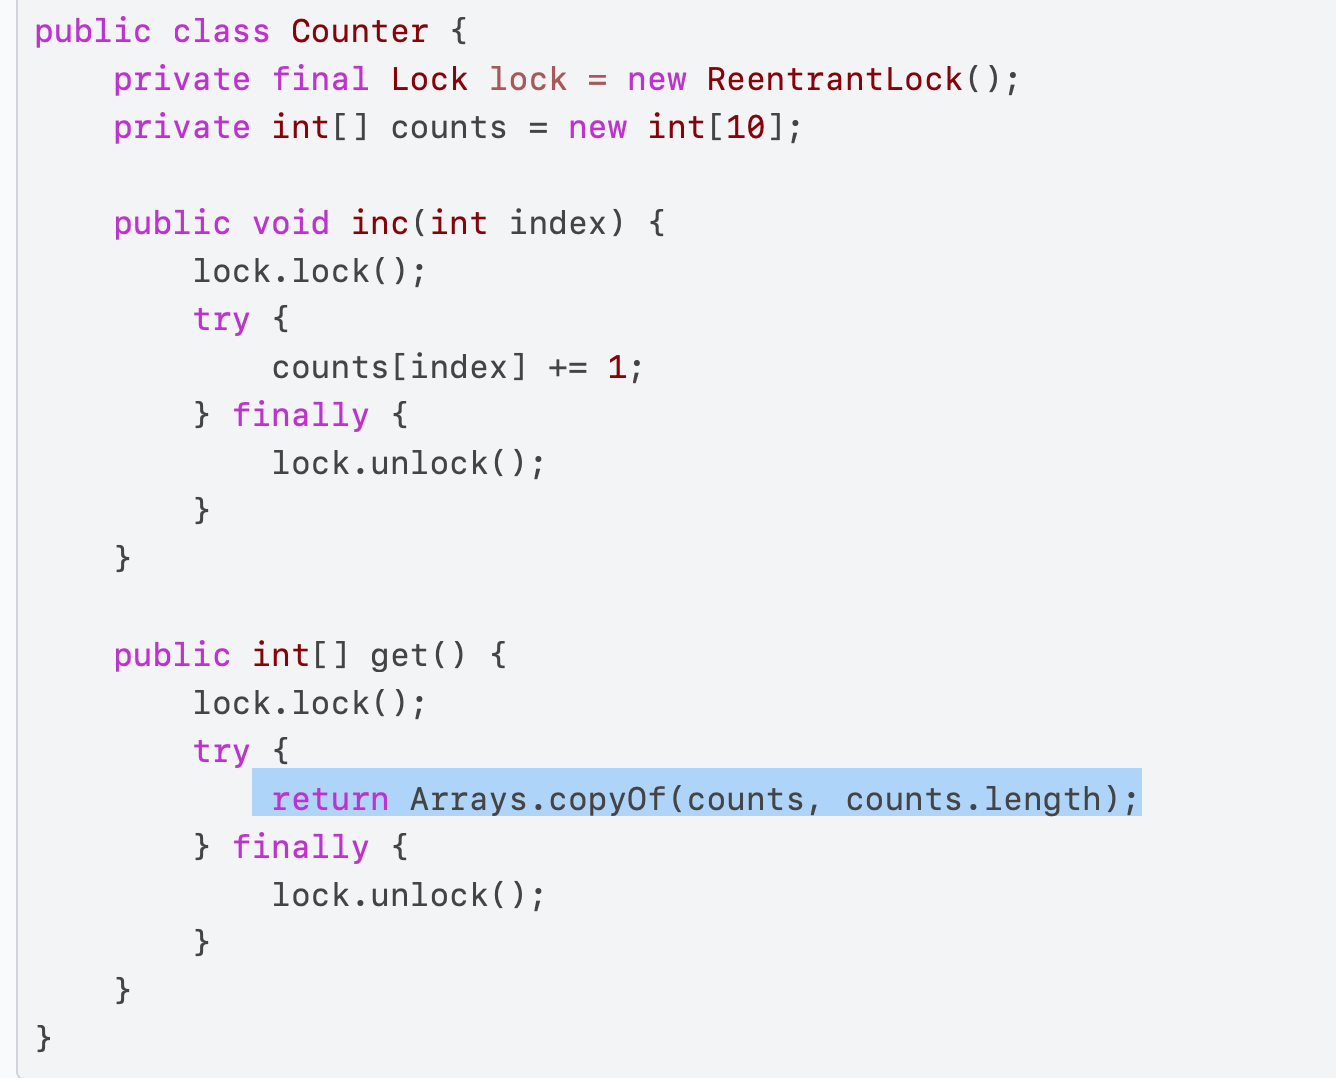 public class Counter {
    private final Lock lock = new ReentrantLock();
    private int[] counts = new int[10];

    public void inc(int index) {
        lock.lock();
        try {
            counts[index] += 1;
        } finally {
            lock.unlock();
        }
    }

    public int[] get() {
        lock.lock();
        try {
            return Arrays.copyOf(counts, counts.length);
        } finally {
            lock.unlock();
        }
    }
}